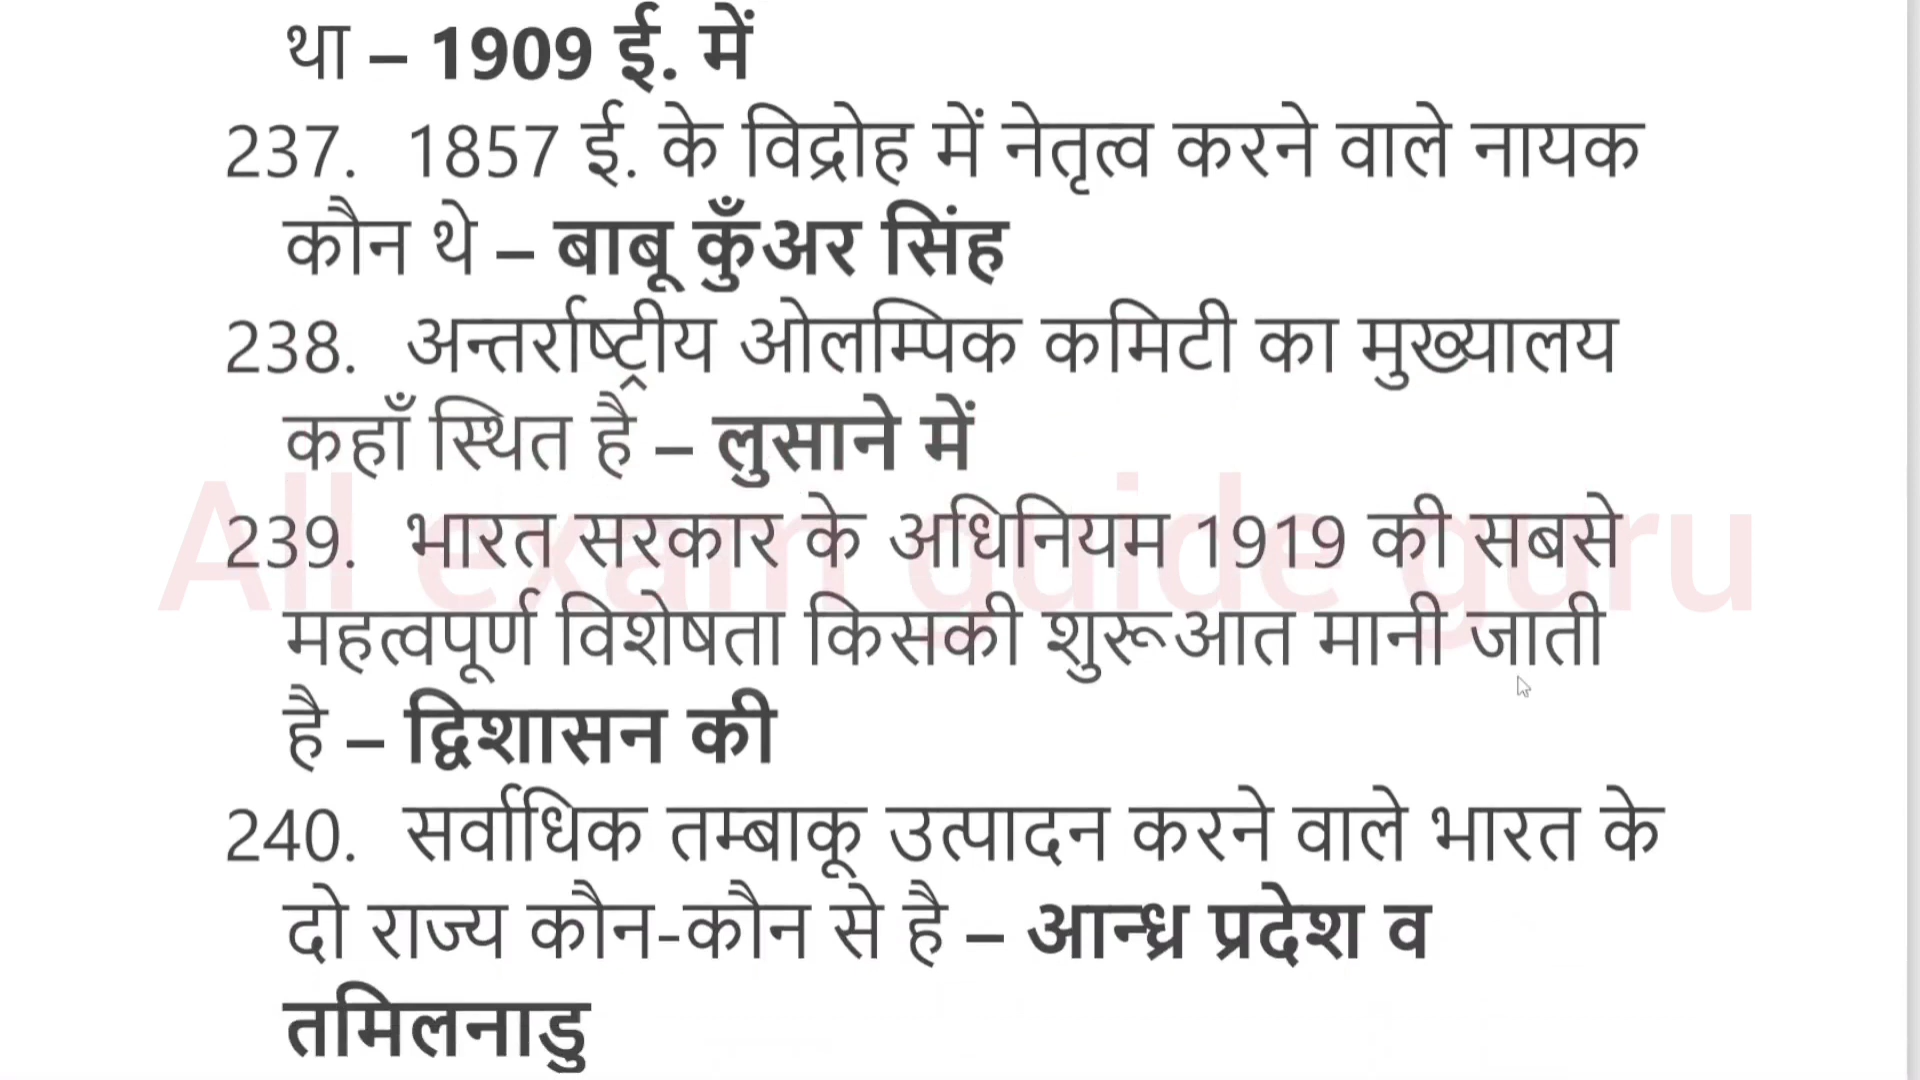 था – 1909 ई. में
237. 1857 ई. के विद्रोह में नेतृत्व करने वाले नायक
कौन थे – बाबू कुँअर सिंह
238. अन्तर्राष्ट्रीय ओलम्पिक कमिटी का मुख्यालय
कहाँ स्थित है – लुसाने में
All exam guide guru
239. भारत सरकार के अधिनियम 1919 की सबसे
महत्वपूर्ण विशेषता किसकी शुरूआत मानी जाती
है – द्विशासन की
240. सर्वाधिक तम्बाकू उत्पादन करने वाले भारत के
दो राज्य कौन-कौन से है – आन्ध्र प्रदेश व
तमिलनाडु